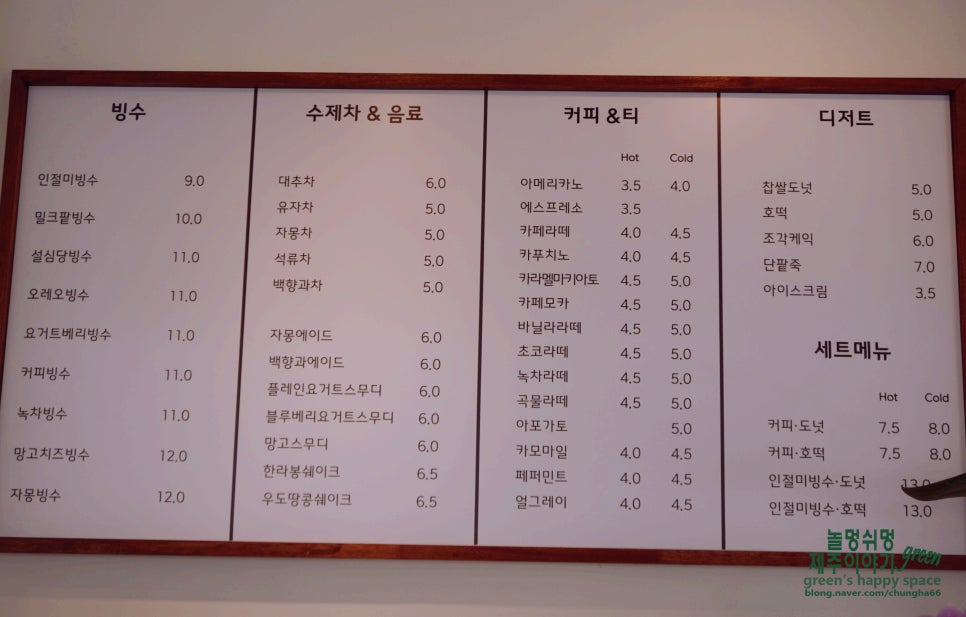 빙수
인절미빙수 9.0
밀크팥빙수 10.0
설심당빙수 11.0
오레오빙수 11.0
요거트베리빙수 11.0
커피빙수 11.0
녹차빙수 11.0
망고치즈빙수 12.0
자몽빙수 12.0
수제차 & 음료
대추차 6.0
유자차 5.0
자몽차 5.0
석류차 5.0
백향과차 5.0
자몽에이드 6.0
백향과에이드 6.0
플레인요거트스무디 6.0
블루베리요거트스무디 6.0
망고스무디 6.0
한라봉쉐이크 6.5
우도땅콩쉐이크 6.5
커피 &티
Hot Cold
아메리카노 3.5 4.0
에스프레소 3.5
카페라떼 4.0 4.5
카푸치노 4.0 4.5
카라멜마키아토 4.5 5.0
카페모카 4.5 5.0
바닐라라떼 4.5 5.0
초코라떼 4.5 5.0
녹차라떼 4.5 5.0
곡물라떼 4.5 5.0
아포가토 5.0
카모마일 4.0 4.5
페퍼민트 4.0 4.5
얼그레이 4.0 4.5
디저트
찹쌀도넛 5.0
호떡 5.0
조각케익 6.0
단팥죽 7.0
아이스크림 3.5
세트메뉴
Hot Cold
커피·도넛 7.5 8.0
커피·호떡 7.5 8.0
인절미빙수·도넛 13.0
인절미빙수·호떡 13.0
놀멍쉬멍
제주이야기 green
green's happy space
blong.naver.com/chungha66